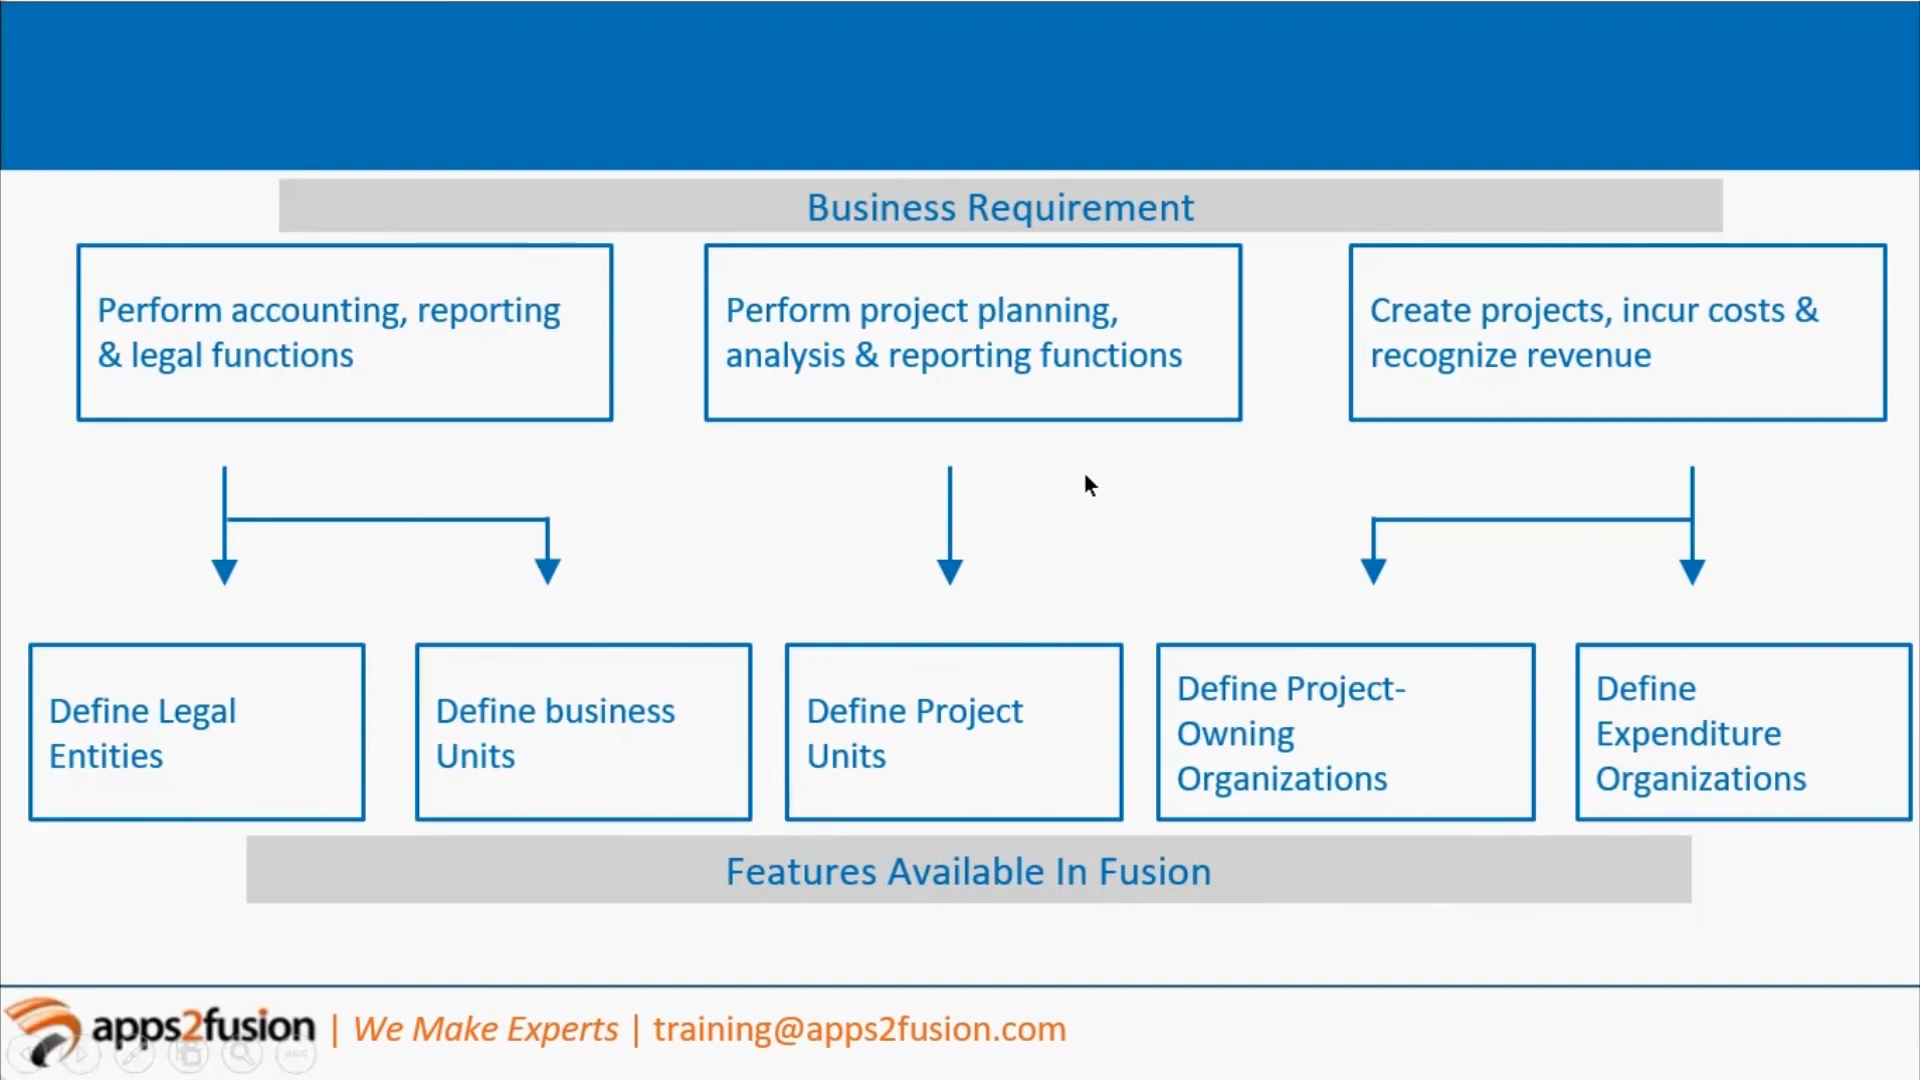 Business Requirement
Perform accounting, reporting
& legal functions
Perform project planning,
analysis & reporting functions
Create projects, incur costs &
recognize revenue
Define Legal
Entities
Define business
Units
Define Project
Units
Define Project-
Owning
Organizations
Define
Expenditure
Organizations
Features Available In Fusion
apps2fusion | We Make Experts | training@apps2fusion.com